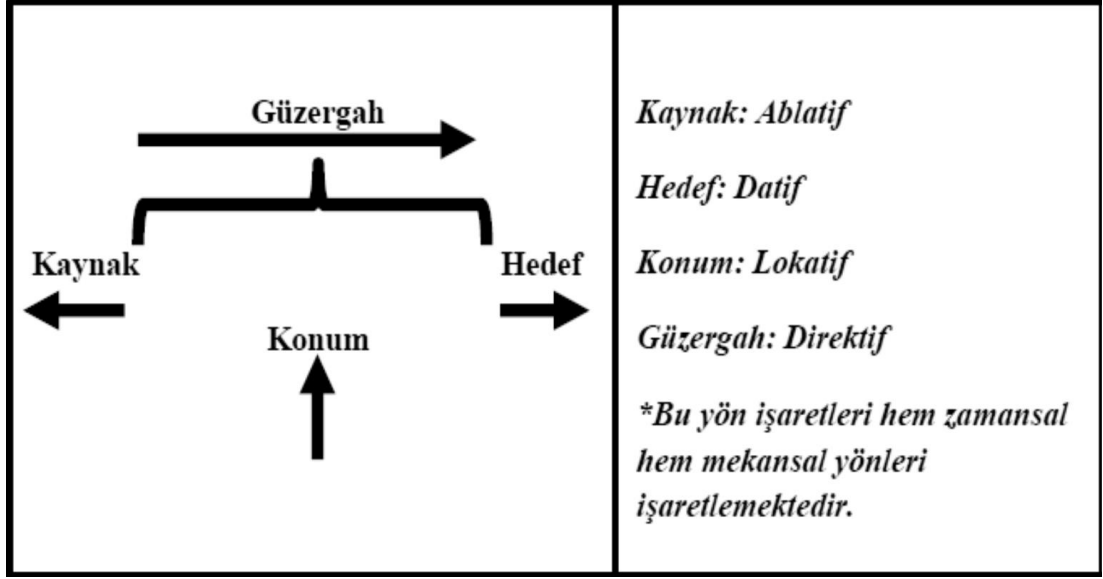 Güzergah
Kaynak
Hedef
Konum
Kaynak: Ablatif
Hedef: Datif
Konum: Lokatif
Güzergah: Direktif
*Bu yön işaretleri hem zamansal
hem mekansal yönleri
işaretlemektedir.